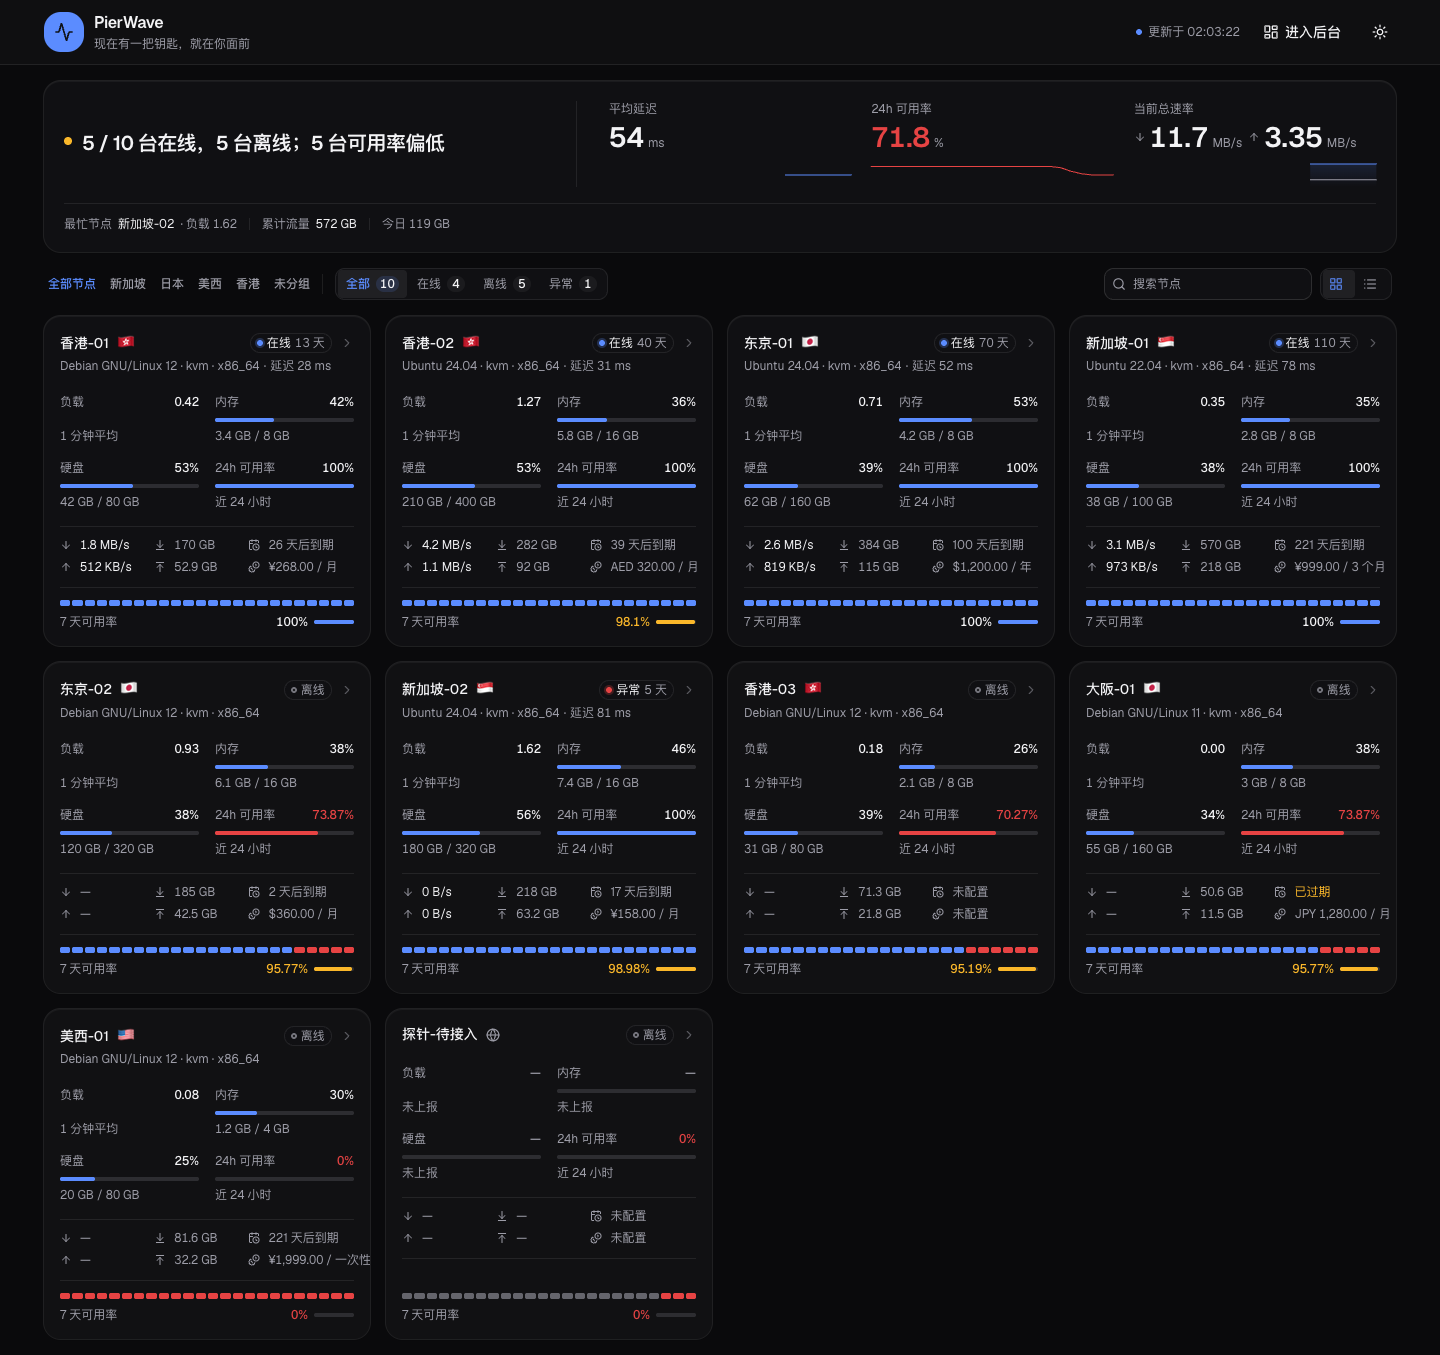 PierWave
现在有一把钥匙，就在你面前
更新于 02:03:22
进入后台
5 / 10 台在线，5 台离线；5 台可用率偏低
平均延迟
54 ms
24h 可用率
71.8 %
当前总速率
↓ 11.7 MB/s ↑ 3.35 MB/s
最忙节点 新加坡-02 · 负载 1.62
累计流量 572 GB
今日 119 GB
全部节点 新加坡 日本 美西 香港 未分组
全部 10 在线 4 离线 5 异常 1
搜索节点
香港-01
在线 13 天
Debian GNU/Linux 12 · kvm · x86_64 · 延迟 28 ms
负载 0.42 内存 42%
1 分钟平均 3.4 GB / 8 GB
硬盘 53% 24h 可用率 100%
42 GB / 80 GB 近 24 小时
↓ 1.8 MB/s 170 GB 26 天后到期
↑ 512 KB/s 52.9 GB ¥268.00 / 月
7 天可用率 100%
香港-02
在线 40 天
Ubuntu 24.04 · kvm · x86_64 · 延迟 31 ms
负载 1.27 内存 36%
1 分钟平均 5.8 GB / 16 GB
硬盘 53% 24h 可用率 100%
210 GB / 400 GB 近 24 小时
↓ 4.2 MB/s 282 GB 39 天后到期
↑ 1.1 MB/s 92 GB AED 320.00 / 月
7 天可用率 98.1%
东京-01
在线 70 天
Ubuntu 24.04 · kvm · x86_64 · 延迟 52 ms
负载 0.71 内存 53%
1 分钟平均 4.2 GB / 8 GB
硬盘 39% 24h 可用率 100%
62 GB / 160 GB 近 24 小时
↓ 2.6 MB/s 384 GB 100 天后到期
↑ 819 KB/s 115 GB $1,200.00 / 年
7 天可用率 100%
新加坡-01
在线 110 天
Ubuntu 22.04 · kvm · x86_64 · 延迟 78 ms
负载 0.35 内存 35%
1 分钟平均 2.8 GB / 8 GB
硬盘 38% 24h 可用率 100%
38 GB / 100 GB 近 24 小时
↓ 3.1 MB/s 570 GB 221 天后到期
↑ 973 KB/s 218 GB ¥999.00 / 3 个月
7 天可用率 100%
东京-02
离线
Debian GNU/Linux 12 · kvm · x86_64
负载 0.93 内存 38%
1 分钟平均 6.1 GB / 16 GB
硬盘 38% 24h 可用率 73.87%
120 GB / 320 GB 近 24 小时
↓ — 185 GB 2 天后到期
↑ — 42.5 GB $360.00 / 月
7 天可用率 95.77%
新加坡-02
异常 5 天
Ubuntu 24.04 · kvm · x86_64 · 延迟 81 ms
负载 1.62 内存 46%
1 分钟平均 7.4 GB / 16 GB
硬盘 56% 24h 可用率 100%
180 GB / 320 GB 近 24 小时
↓ 0 B/s 218 GB 17 天后到期
↑ 0 B/s 63.2 GB ¥158.00 / 月
7 天可用率 98.98%
香港-03
离线
Debian GNU/Linux 12 · kvm · x86_64
负载 0.18 内存 26%
1 分钟平均 2.1 GB / 8 GB
硬盘 39% 24h 可用率 70.27%
31 GB / 80 GB 近 24 小时
↓ — 71.3 GB 未配置
↑ — 21.8 GB 未配置
7 天可用率 95.19%
大阪-01
离线
Debian GNU/Linux 11 · kvm · x86_64
负载 0.00 内存 38%
1 分钟平均 3 GB / 8 GB
硬盘 34% 24h 可用率 73.87%
55 GB / 160 GB 近 24 小时
↓ — 50.6 GB 已过期
↑ — 11.5 GB JPY 1,280.00 / 月
7 天可用率 95.77%
美西-01
离线
Debian GNU/Linux 12 · kvm · x86_64
负载 0.08 内存 30%
1 分钟平均 1.2 GB / 4 GB
硬盘 25% 24h 可用率 0%
20 GB / 80 GB 近 24 小时
↓ — 81.6 GB 221 天后到期
↑ — 32.2 GB ¥1,999.00 / 一次性
7 天可用率 0%
探针-待接入
离线
负载 — 内存 —
未上报 未上报
硬盘 — 24h 可用率 0%
未上报 近 24 小时
↓ — — 未配置
↑ — — 未配置
7 天可用率 0%